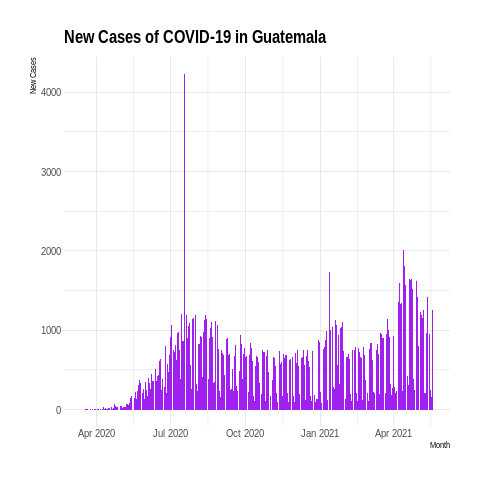 New Cases of COVID-19 in Guatemala
New Cases
4000
3000
2000
1000
0
Apr 2020 Jul 2020 Oct 2020 Jan 2021 Apr 2021
Month